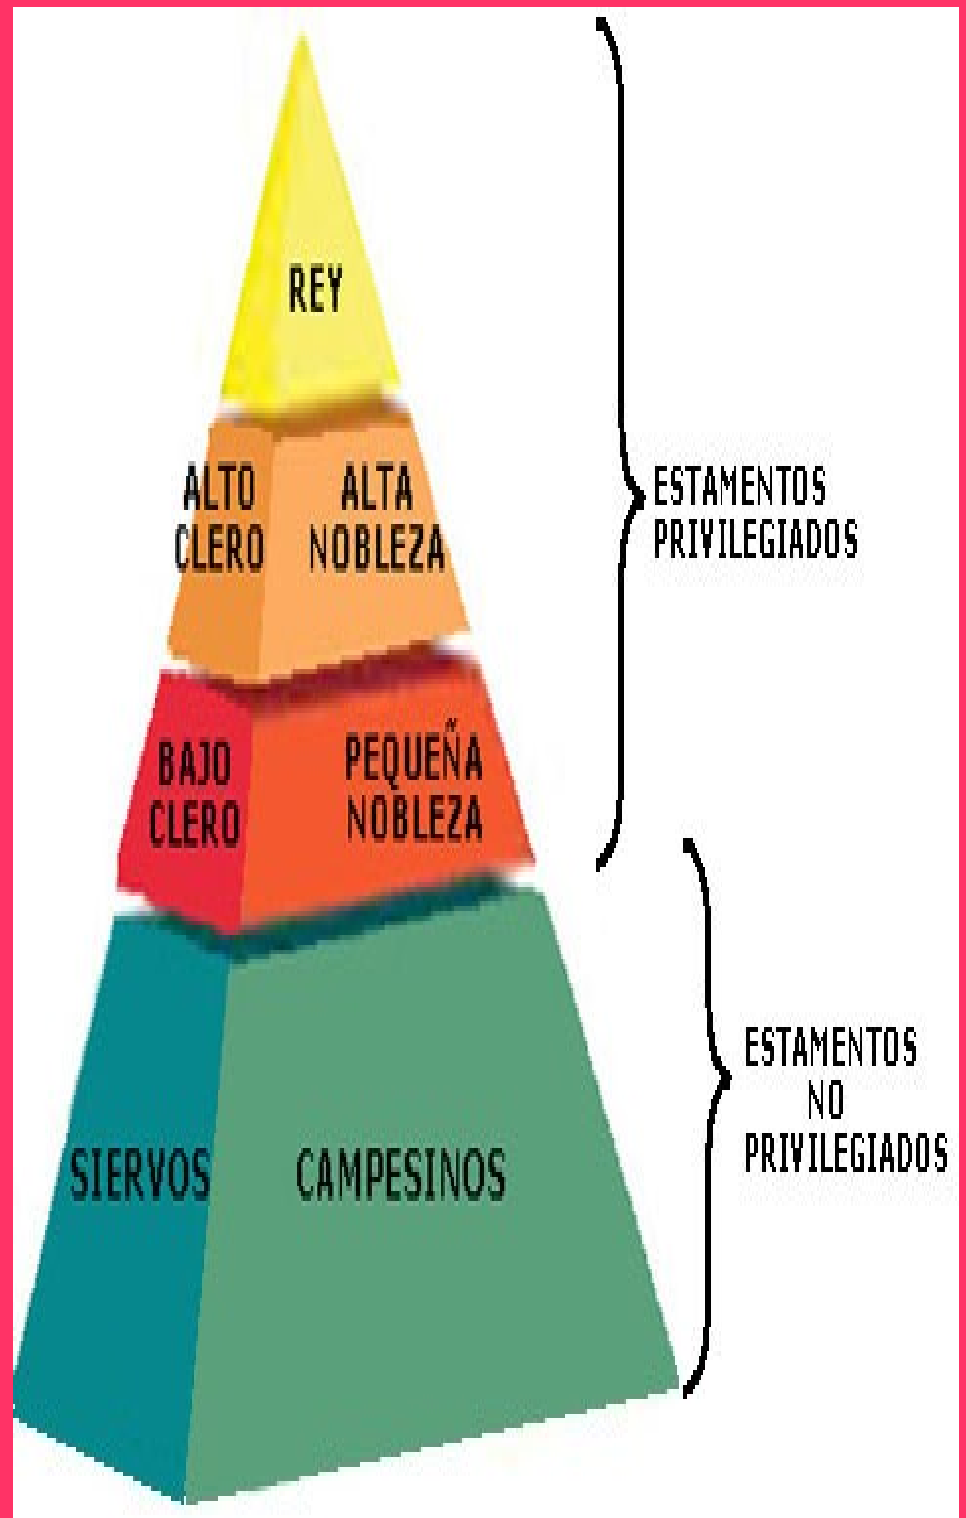 REY
ALTO
CLERO
ALTA
NOBLEZA
ESTAMENTOS
PRIVILEGIADOS
BAJO
CLERO
PEQUEÑA
NOBLEZA
ESTAMENTOS
NO
PRIVILEGIADOS
SIERVOS
CAMPESINOS